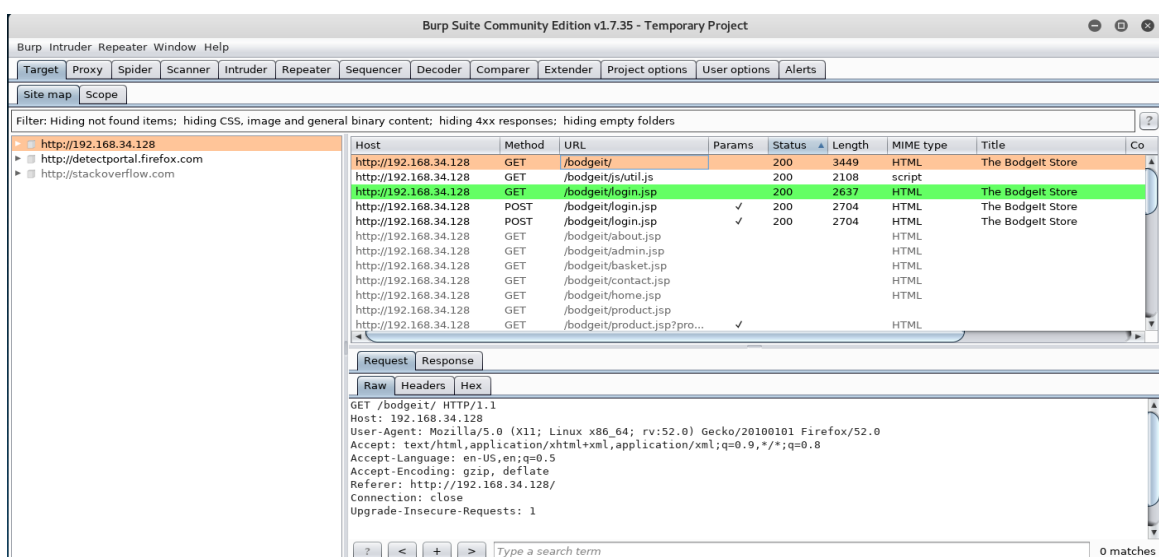 Burp Suite Community Edition v1.7.35 - Temporary Project
Burp Intruder Repeater Window Help
Target Proxy Spider Scanner Intruder Repeater Sequencer Decoder Comparer Extender Project options User options Alerts
Site map Scope
Filter: Hiding not found items; hiding CSS, image and general binary content; hiding 4xx responses; hiding empty folders ?
http://192.168.34.128
http://detectportal.firefox.com
http://stackoverflow.com
Host Method URL Params Status Length MIME type Title Co
http://192.168.34.128 GET /bodgeit/ 200 3449 HTML The BodgeIt Store
http://192.168.34.128 GET /bodgeit/js/util.js 200 2108 script
http://192.168.34.128 GET /bodgeit/login.jsp 200 2637 HTML The BodgeIt Store
http://192.168.34.128 POST /bodgeit/login.jsp ✓ 200 2704 HTML The BodgeIt Store
http://192.168.34.128 POST /bodgeit/login.jsp ✓ 200 2704 HTML The BodgeIt Store
http://192.168.34.128 GET /bodgeit/about.jsp HTML
http://192.168.34.128 GET /bodgeit/admin.jsp HTML
http://192.168.34.128 GET /bodgeit/basket.jsp HTML
http://192.168.34.128 GET /bodgeit/contact.jsp HTML
http://192.168.34.128 GET /bodgeit/home.jsp HTML
http://192.168.34.128 GET /bodgeit/product.jsp
http://192.168.34.128 GET /bodgeit/product.jsp?pro... ✓ HTML
Request Response
Raw Headers Hex
GET /bodgeit/ HTTP/1.1
Host: 192.168.34.128
User-Agent: Mozilla/5.0 (X11; Linux x86_64; rv:52.0) Gecko/20100101 Firefox/52.0
Accept: text/html,application/xhtml+xml,application/xml;q=0.9,*/*;q=0.8
Accept-Language: en-US,en;q=0.5
Accept-Encoding: gzip, deflate
Referer: http://192.168.34.128/
Connection: close
Upgrade-Insecure-Requests: 1
? < + > Type a search term 0 matches